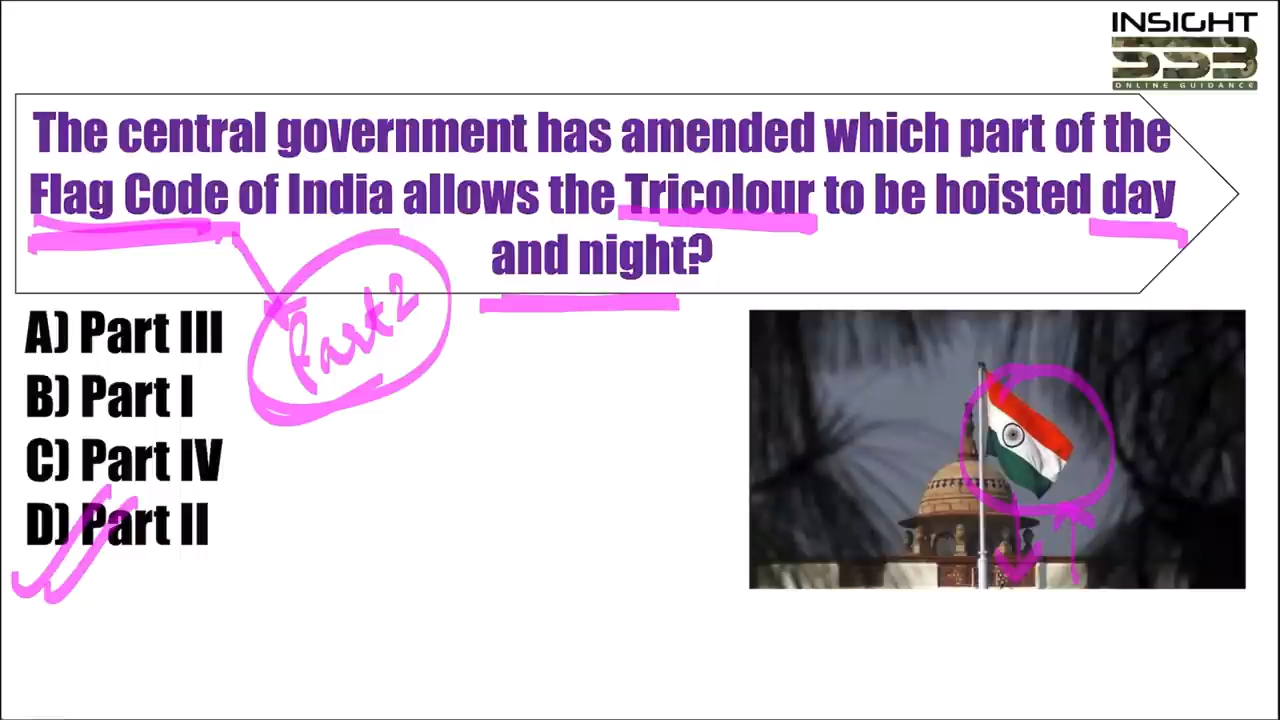 INSIGHT
SSB
ONLINE GUIDANCE
The central government has amended which part of the
Flag Code of India allows the Tricolour to be hoisted day
and night?
Part 2
A) Part III
B) Part I
C) Part IV
D) Part II